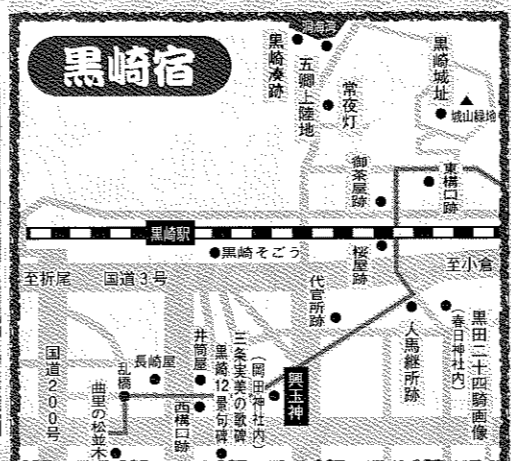 黒崎宿
洞海湾
黒崎湊跡
五卿上陸地
常夜灯
黒崎城址
城山緑地
東構口跡
御茶屋跡
黒崎駅
黒崎そごう
桜屋跡
至小倉
至折尾
国道3号
代官所跡
人馬継所跡
黒田二十四騎画像
(春日神社内)
国道200号
乱橋
曲里の松並木
長崎屋
井筒屋
西構口跡
黒崎12景句碑
三条実美の歌碑
(岡田神社内)
興玉神